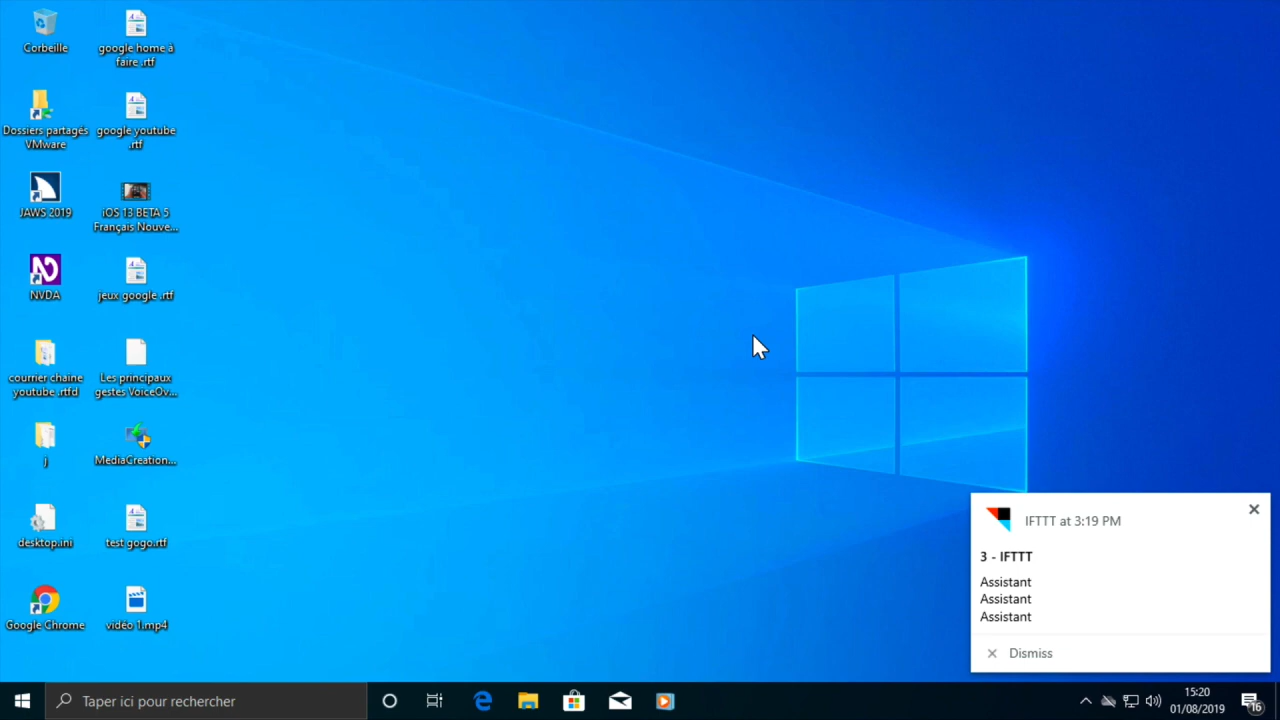 Corbeille
google home à
faire .rtf
Dossiers partagés
VMware
google youtube
.rtf
JAWS 2019
iOS 13 BETA 5
Français Nouve...
NVDA
jeux google .rtf
courrier chaine
youtube .rtfd
Les principaux
gestes VoiceOv...
j
MediaCreation...
desktop.ini
test gogo.rtf
Google Chrome
vidéo 1.mp4
IFTTT at 3:19 PM
3 - IFTTT
Assistant
Assistant
Assistant
Dismiss
Taper ici pour rechercher
15:20
01/08/2019
16